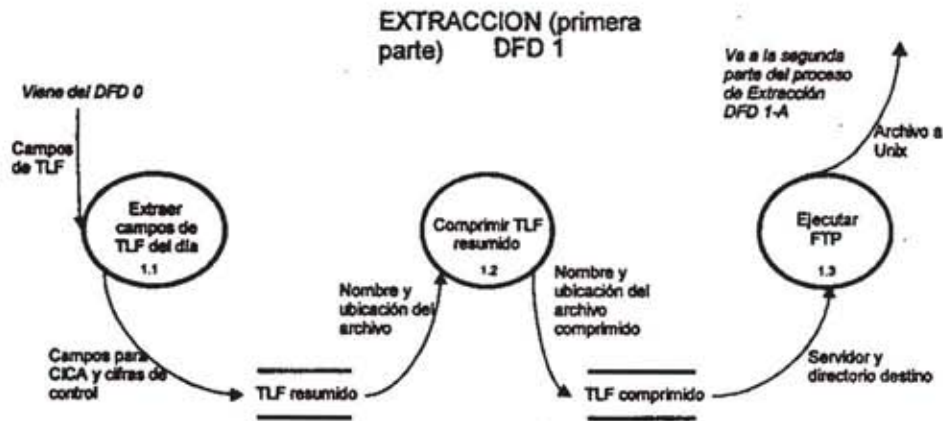 EXTRACCION (primera
parte) DFD 1
Viene del DFD 0
Campos
de TLF
Extraer
campos de
TLF del día
1.1
Campos para
CICA y cifras de
control
TLF resumido
Nombre y
ubicación del
archivo
Comprimir TLF
resumido
1.2
Nombre y
ubicación del
archivo
comprimido
TLF comprimido
Servidor y
directorio destino
Ejecutar
FTP
1.3
Archivo a
Unix
Va a la segunda
parte del proceso
de Extracción
DFD 1-A